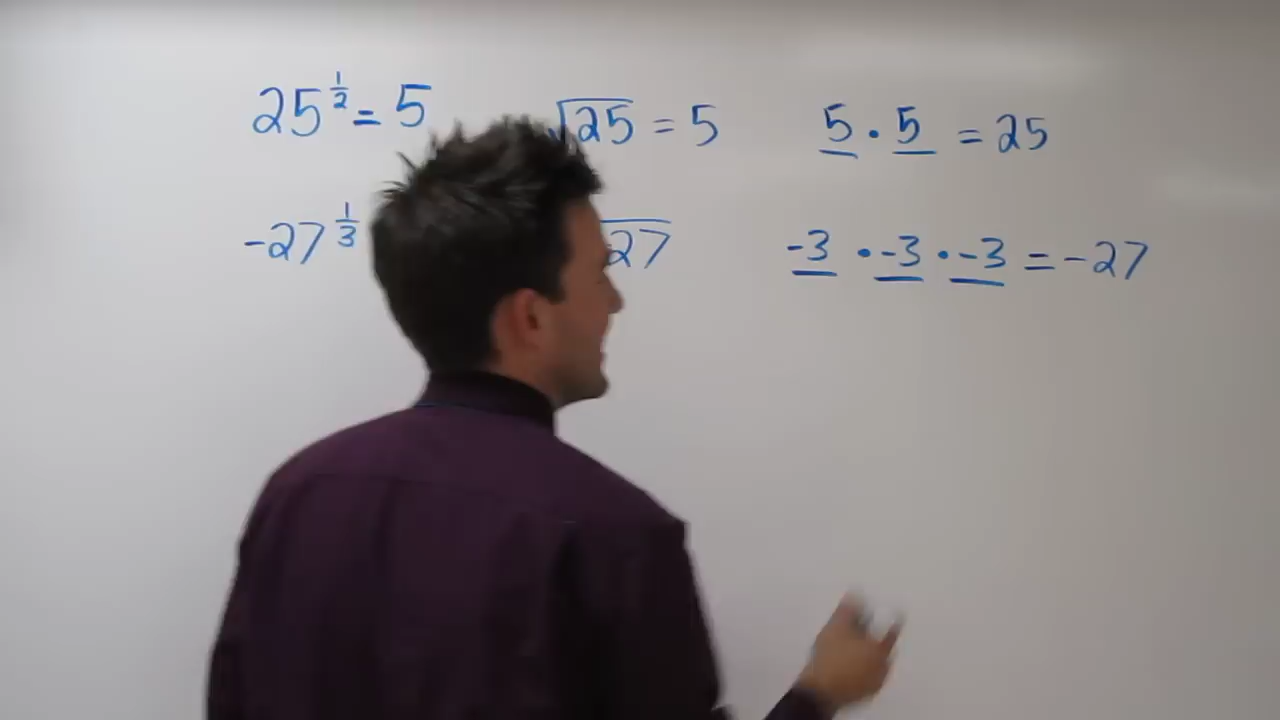 25^{1/2} = 5 √25 = 5 5 · 5 = 25
-27^{1/3} 27 -3 · -3 · -3 = -27